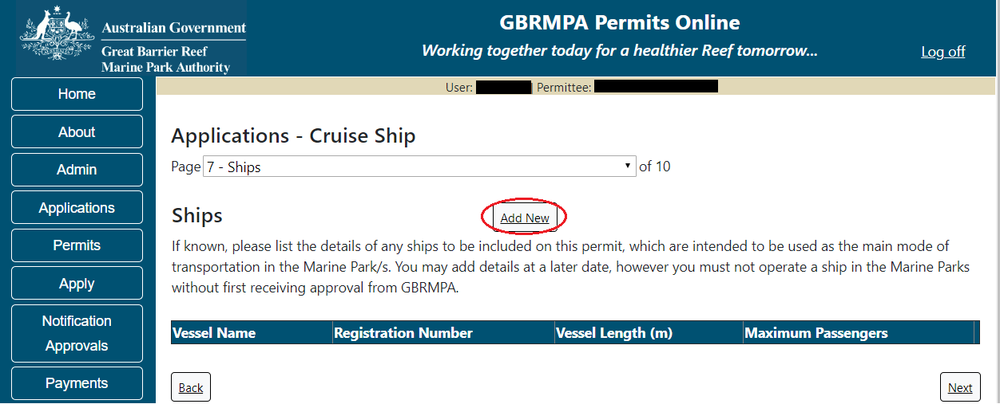 Australian Government
Great Barrier Reef
Marine Park Authority
GBRMPA Permits Online
Working together today for a healthier Reef tomorrow...
Log off
Home
About
Admin
Applications
Permits
Apply
Notification
Approvals
Payments
User: | Permittee:
Applications - Cruise Ship
Page 7 - Ships of 10
Ships Add New
If known, please list the details of any ships to be included on this permit, which are intended to be used as the main mode of
transportation in the Marine Park/s. You may add details at a later date, however you must not operate a ship in the Marine Parks
without first receiving approval from GBRMPA.
Vessel Name Registration Number Vessel Length (m) Maximum Passengers
Back Next